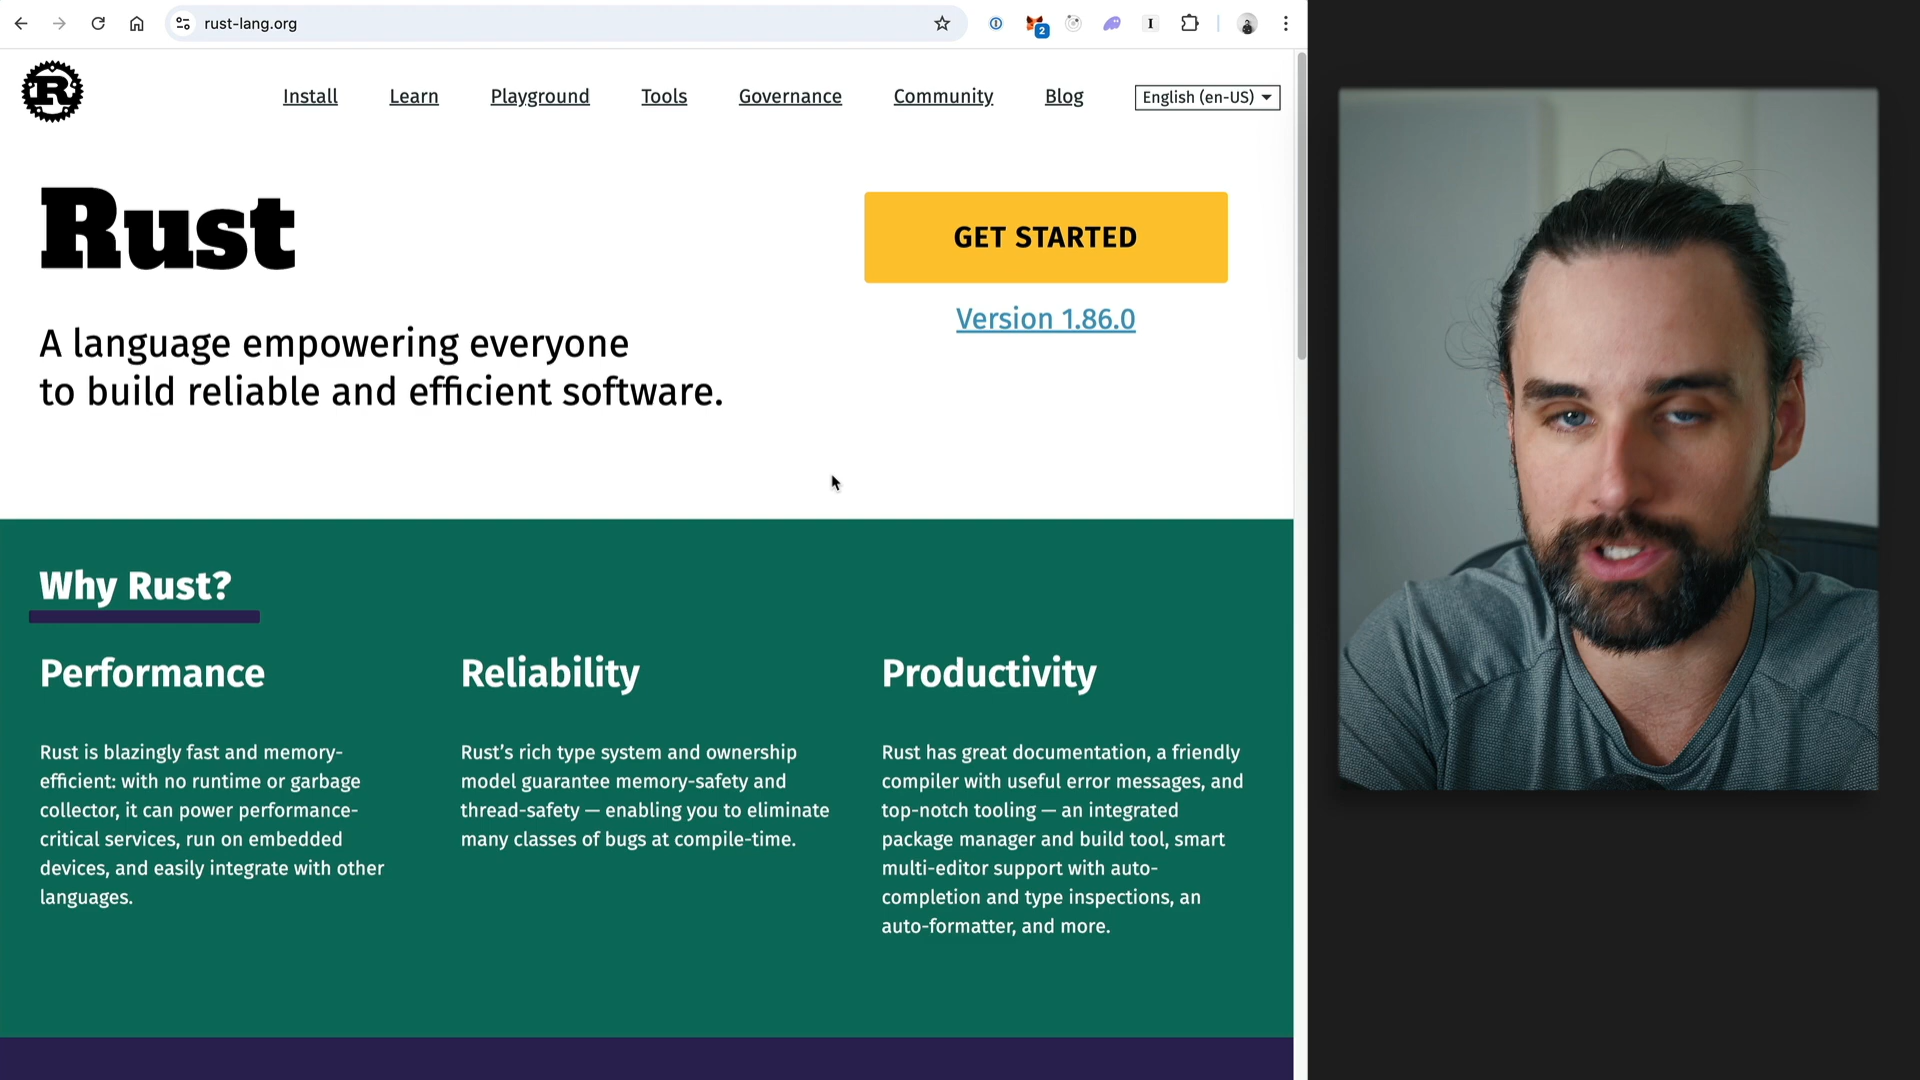 rust-lang.org
2
Install
Learn
Playground
Tools
Governance
Community
Blog
English (en-US)
Rust
GET STARTED
Version 1.86.0
A language empowering everyone
to build reliable and efficient software.
Why Rust?
Performance
Rust is blazingly fast and memory-
efficient: with no runtime or garbage
collector, it can power performance-
critical services, run on embedded
devices, and easily integrate with other
languages.
Reliability
Rust’s rich type system and ownership
model guarantee memory-safety and
thread-safety — enabling you to eliminate
many classes of bugs at compile-time.
Productivity
Rust has great documentation, a friendly
compiler with useful error messages, and
top-notch tooling — an integrated
package manager and build tool, smart
multi-editor support with auto-
completion and type inspections, an
auto-formatter, and more.